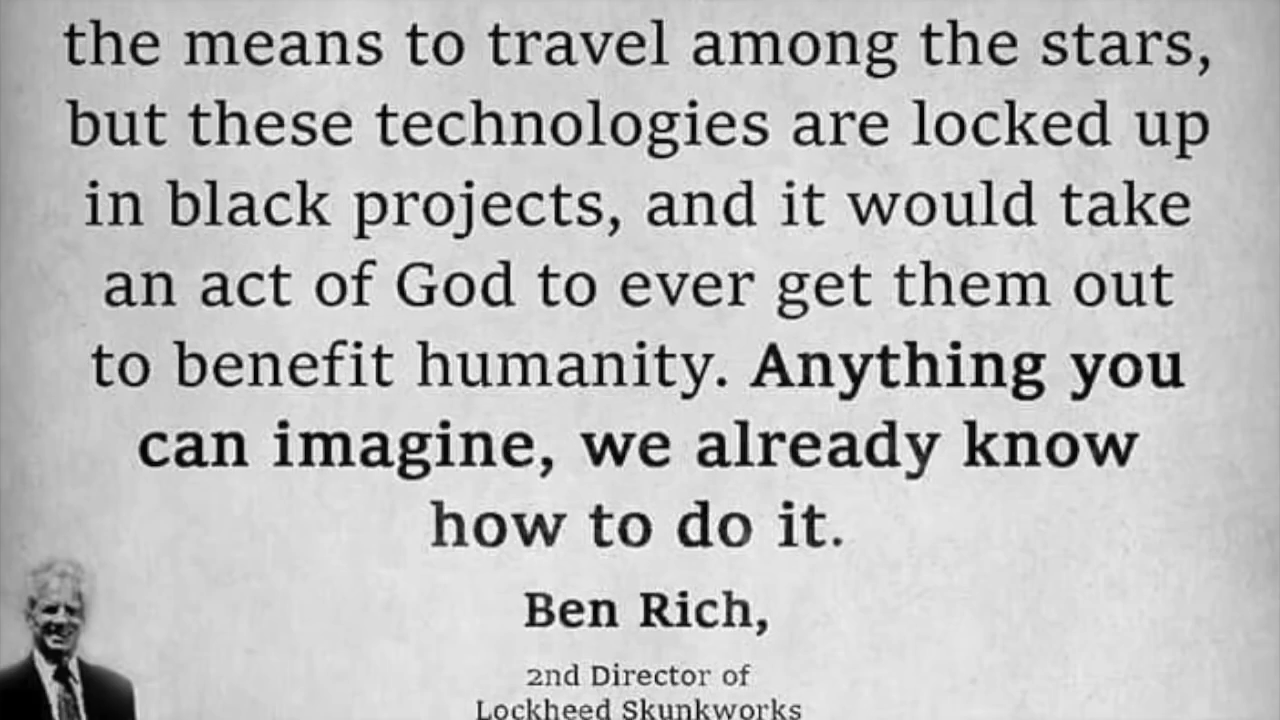 the means to travel among the stars,
but these technologies are locked up
in black projects, and it would take
an act of God to ever get them out
to benefit humanity. Anything you
can imagine, we already know
how to do it.
Ben Rich,
2nd Director of
Lockheed Skunkworks